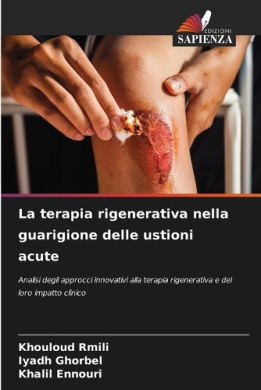 EDIZIONI
SAPIENZA
La terapia rigenerativa nella
guarigione delle ustioni
acute
Analisi degli approcci innovativi alla terapia rigenerativa e del
loro impatto clinico
Khouloud Rmili
Iyadh Ghorbel
Khalil Ennouri